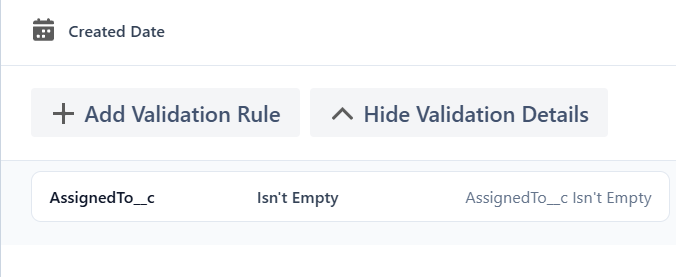 Created Date
Add Validation Rule
Hide Validation Details
AssignedTo__c Isn't Empty AssignedTo__c Isn't Empty